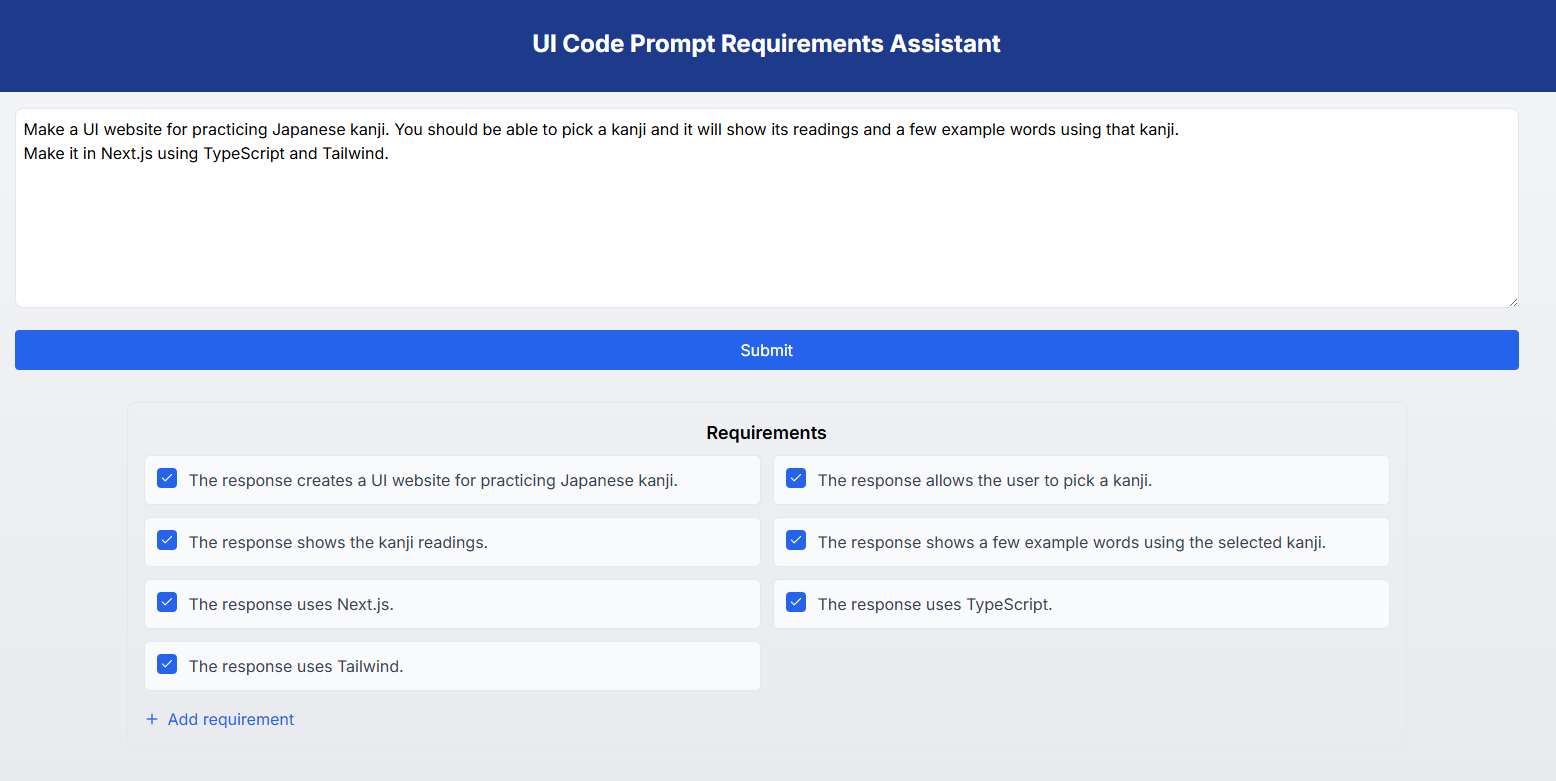 UI Code Prompt Requirements Assistant
Make a UI website for practicing Japanese kanji. You should be able to pick a kanji and it will show its readings and a few example words using that kanji.
Make it in Next.js using TypeScript and Tailwind.
Submit
Requirements
The response creates a UI website for practicing Japanese kanji.
The response allows the user to pick a kanji.
The response shows the kanji readings.
The response shows a few example words using the selected kanji.
The response uses Next.js.
The response uses TypeScript.
The response uses Tailwind.
+ Add requirement